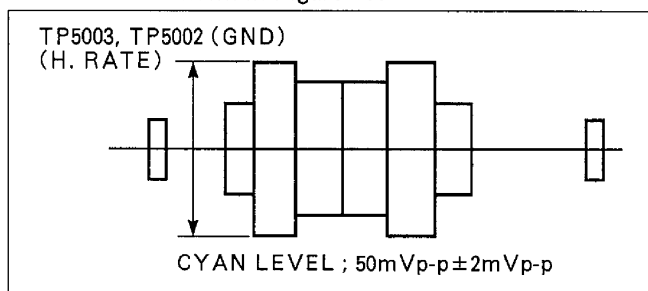 TP5003, TP5002 (GND)
(H. RATE)
CYAN LEVEL ; 50mVp-p±2mVp-p